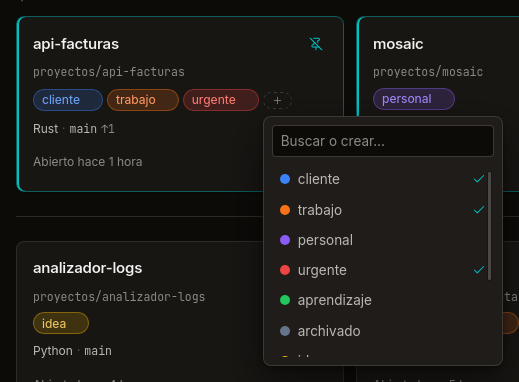 api-facturas
proyectos/api-facturas
cliente trabajo urgente +
Rust · main ↑1
Abierto hace 1 hora
mosaic
proyectos/mosaic
personal
Buscar o crear...
cliente
trabajo
personal
urgente
aprendizaje
archivado
analizador-logs
proyectos/analizador-logs
idea
Python · main